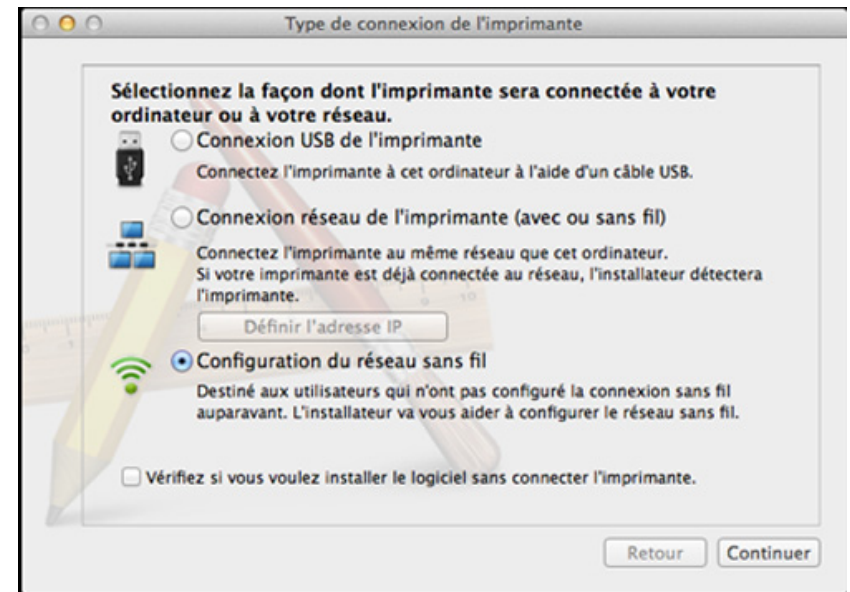 Type de connexion de l'imprimante
Sélectionnez la façon dont l'imprimante sera connectée à votre
ordinateur ou à votre réseau.
Connexion USB de l'imprimante
Connectez l'imprimante à cet ordinateur à l'aide d'un câble USB.
Connexion réseau de l'imprimante (avec ou sans fil)
Connectez l'imprimante au même réseau que cet ordinateur.
Si votre imprimante est déjà connectée au réseau, l'installateur détectera
l'imprimante.
Définir l'adresse IP
Configuration du réseau sans fil
Destiné aux utilisateurs qui n'ont pas configuré la connexion sans fil
auparavant. L'installateur va vous aider à configurer le réseau sans fil.
Vérifiez si vous voulez installer le logiciel sans connecter l'imprimante.
Retour
Continuer